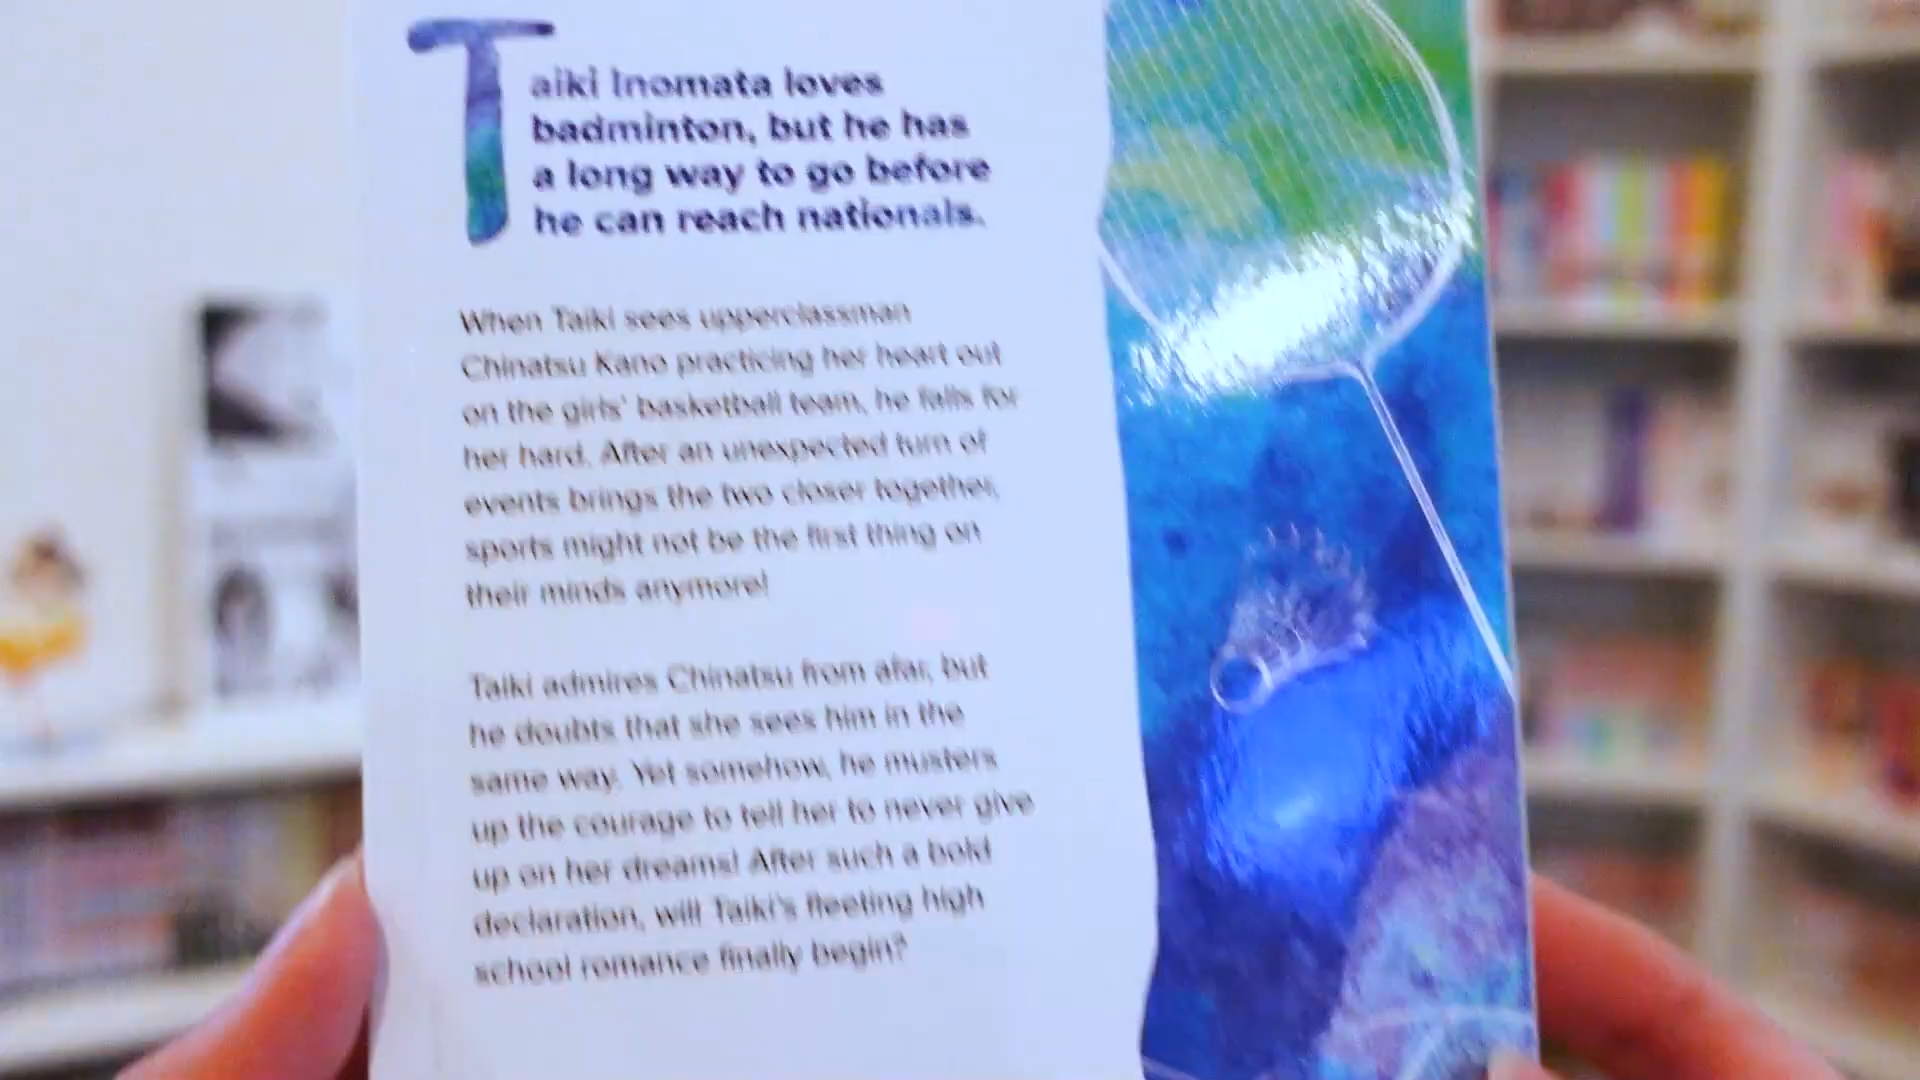 Taiki Inomata loves
badminton, but he has
a long way to go before
he can reach nationals.
When Taiki sees upperclassman
Chinatsu Kano practicing her heart out
on the girls' basketball team, he falls for
her hard. After an unexpected turn of
events brings the two closer together,
sports might not be the first thing on
their minds anymore!
Taiki admires Chinatsu from afar, but
he doubts that she sees him in the
same way. Yet somehow, he musters
up the courage to tell her to never give
up on her dreams! After such a bold
declaration, will Taiki's fleeting high
school romance finally begin?